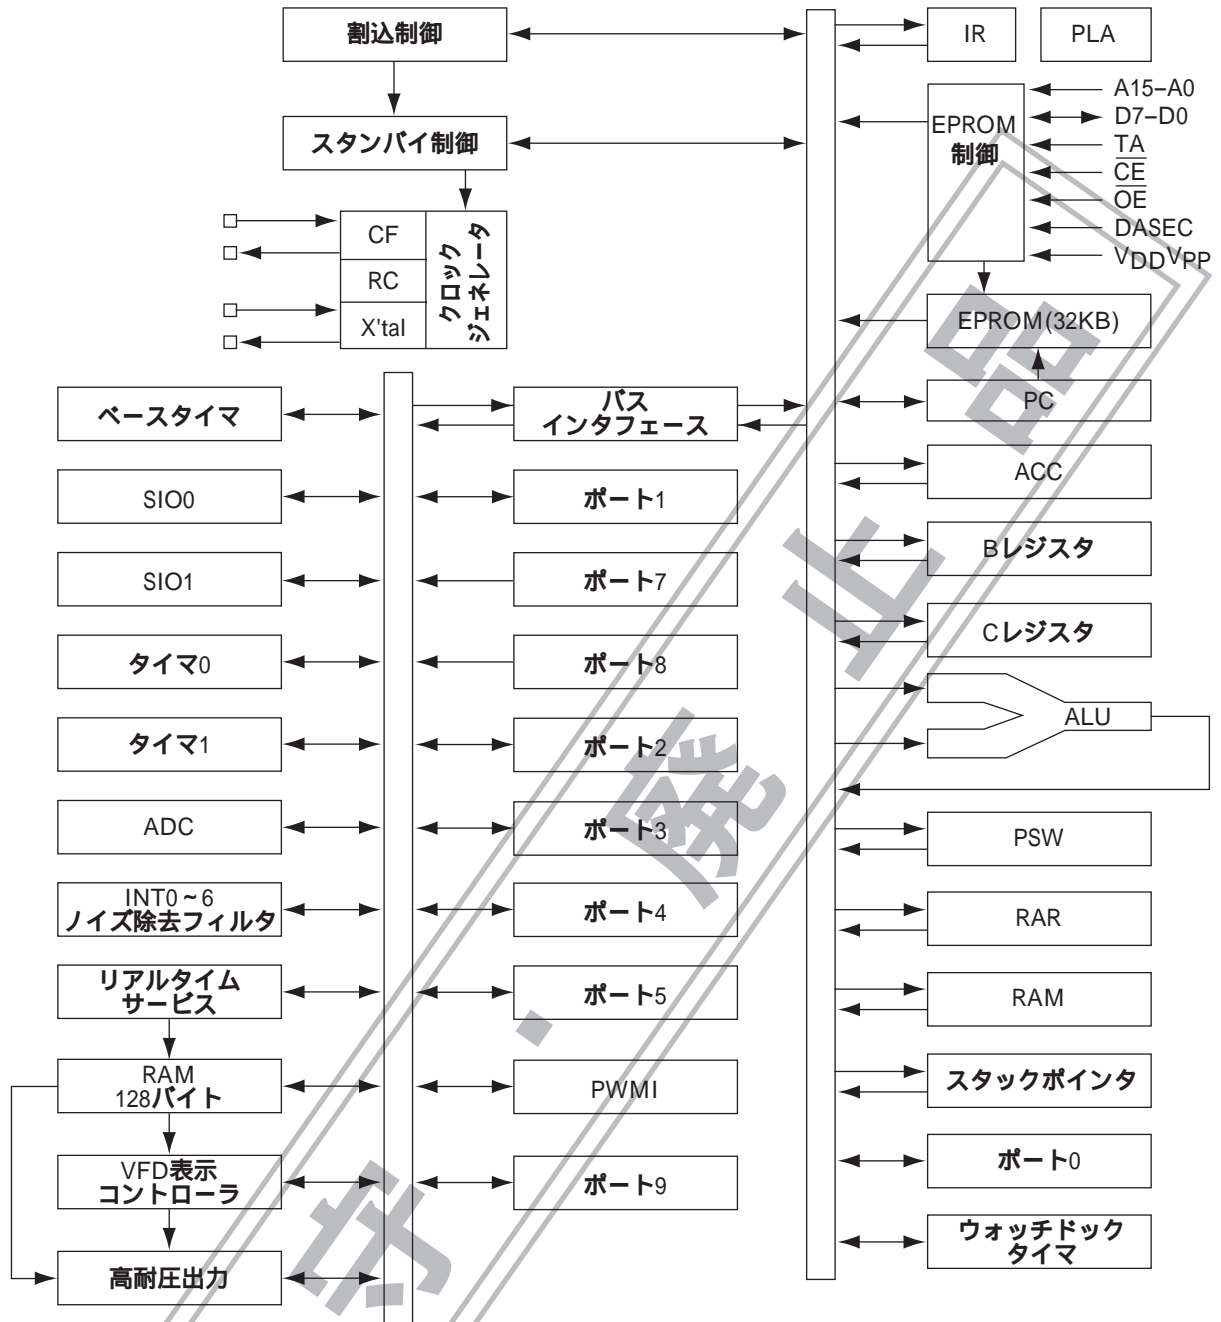 割込制御
スタンバイ制御
CF
RC
X'tal
クロック
ジェネレータ
IR
PLA
EPROM
制御
A15–A0
D7–D0
TA
CE
OE
DASEC
VDDVPP
EPROM(32KB)
PC
ACC
Bレジスタ
Cレジスタ
ALU
PSW
RAR
RAM
スタックポインタ
ポート0
ウォッチドック
タイマ
ベースタイマ
SIO0
SIO1
タイマ0
タイマ1
ADC
INT0~6
ノイズ除去フィルタ
リアルタイム
サービス
RAM
128バイト
VFD表示
コントローラ
高耐圧出力
バス
インタフェース
ポート1
ポート7
ポート8
ポート2
ポート3
ポート4
ポート5
PWMI
ポート9
守・廃止品